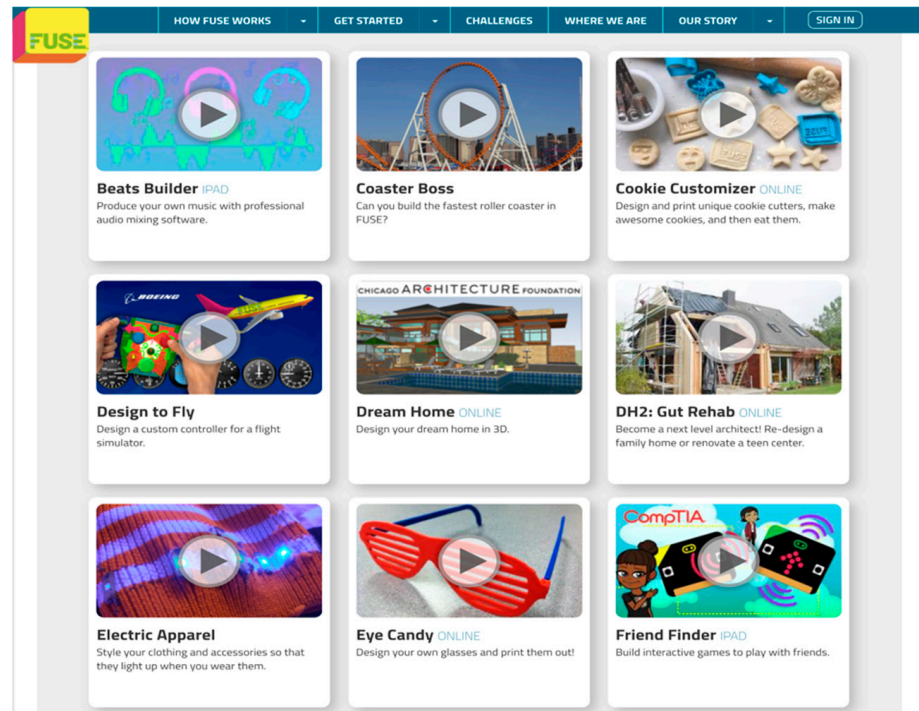 FUSE
HOW FUSE WORKS
GET STARTED
CHALLENGES
WHERE WE ARE
OUR STORY
SIGN IN
Beats Builder IPAD
Produce your own music with professional
audio mixing software.
Coaster Boss
Can you build the fastest roller coaster in
FUSE?
FUSE
Cookie Customizer ONLINE
Design and print unique cookie cutters, make
awesome cookies, and then eat them.
BOEING
Design to Fly
Design a custom controller for a flight
simulator.
CHICAGO ARCHITECTURE FOUNDATION
Dream Home ONLINE
Design your dream home in 3D.
DH2: Gut Rehab ONLINE
Become a next level architect! Re-design a
family home or renovate a teen center.
Electric Apparel
Style your clothing and accessories so that
they light up when you wear them.
Eye Candy ONLINE
Design your own glasses and print them out!
CompTIA
Friend Finder IPAD
Build interactive games to play with friends.